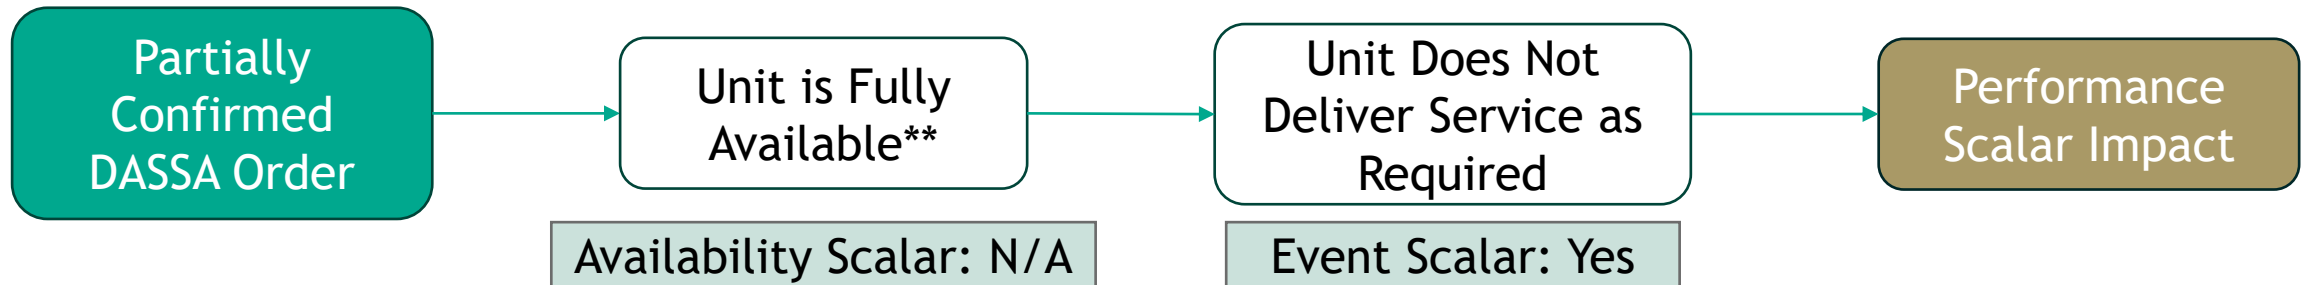 Partially
Confirmed
DASSA Order
Unit is Fully
Available**
Availability Scalar: N/A
Unit Does Not
Deliver Service as
Required
Event Scalar: Yes
Performance
Scalar Impact